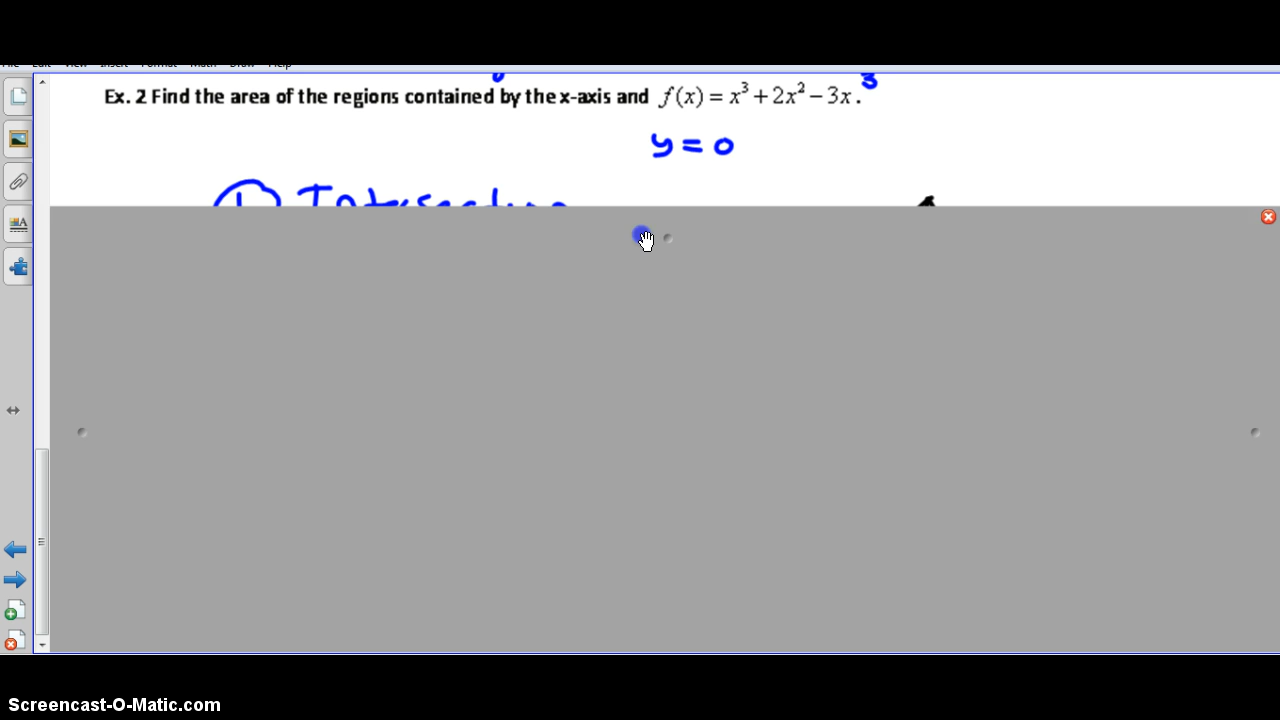 Ex. 2 Find the area of the regions contained by the x-axis and f(x) = x³ + 2x² − 3x.
3
y = 0
Screencast-O-Matic.com